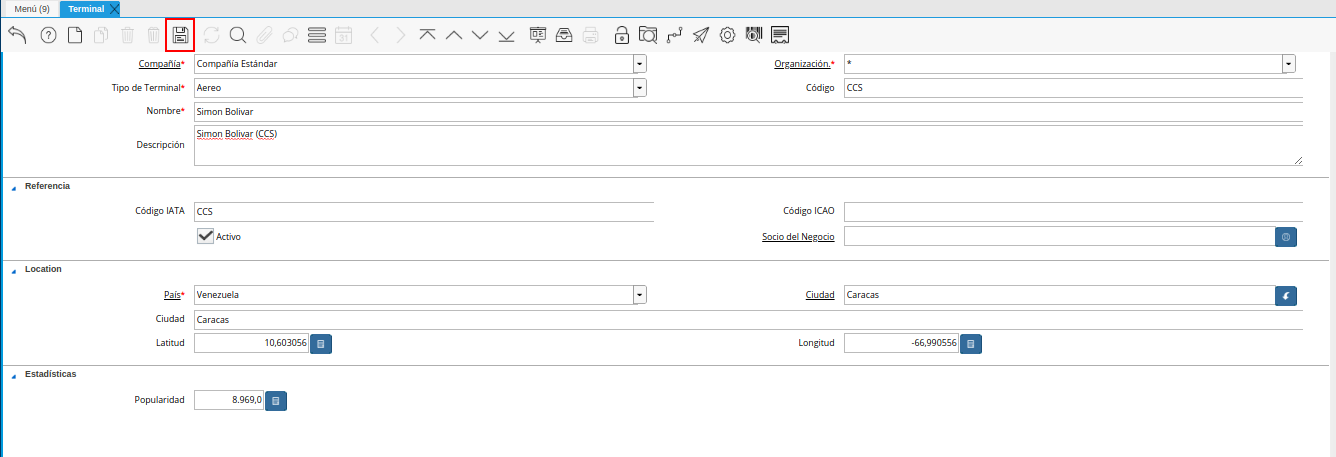 Menú (9) Terminal
31
Compañía* Compañía Estándar Organización.* *
Tipo de Terminal* Aereo Código CCS
Nombre* Simon Bolivar
Descripción Simon Bolivar (CCS)
Referencia
Código IATA CCS Código ICAO
Activo Socio del Negocio
Location
País* Venezuela Ciudad Caracas
Ciudad Caracas
Latitud 10,603056 Longitud -66,990556
Estadísticas
Popularidad 8.969,0